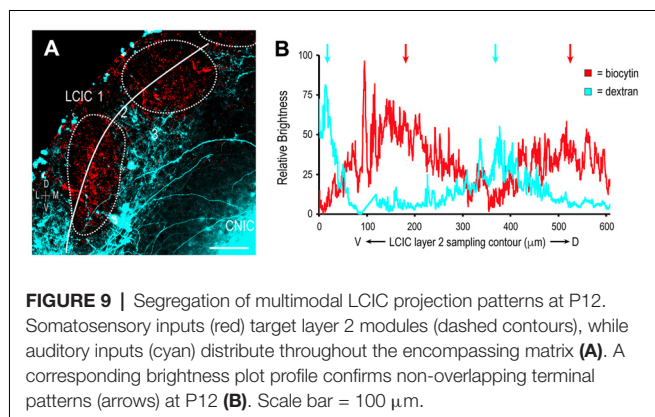 A
LCIC 1
2
3
D
L M
V
CNIC
B
100
75
50
25
0
Relative Brightness
= biocytin
= dextran
0 100 200 300 400 500 600
V LCIC layer 2 sampling contour (μm) D
FIGURE 9 | Segregation of multimodal LCIC projection patterns at P12.
Somatosensory inputs (red) target layer 2 modules (dashed contours), while
auditory inputs (cyan) distribute throughout the encompassing matrix (A). A
corresponding brightness plot profile confirms non-overlapping terminal
patterns (arrows) at P12 (B). Scale bar = 100 μm.